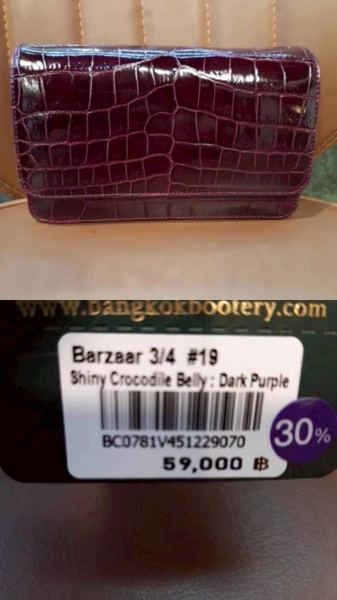 www.bangkokbootery.com
Barzaar 3/4 #19
Shiny Crocodile Belly : Dark Purple
BC0781V451229070
59,000 ฿
30%